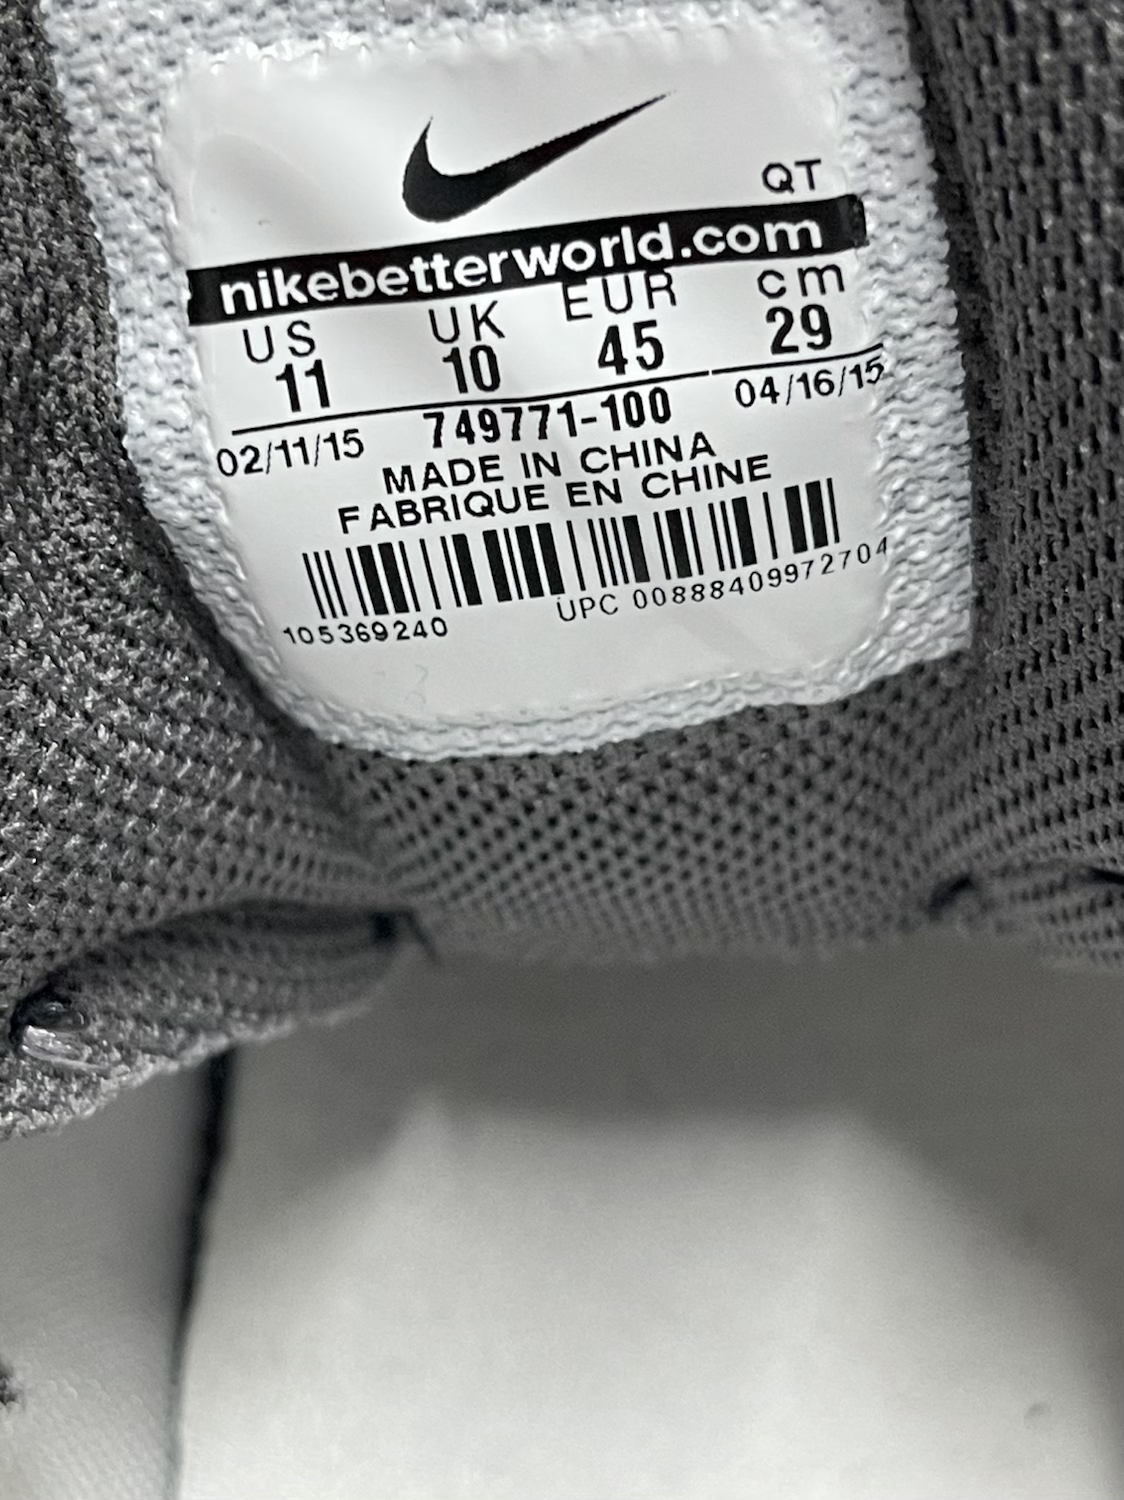 QT
nikebetterworld.com
US UK EUR cm
11 10 45 29
02/11/15 749771-100 04/16/15
MADE IN CHINA
FABRIQUE EN CHINE
105369240 UPC 00888409972704